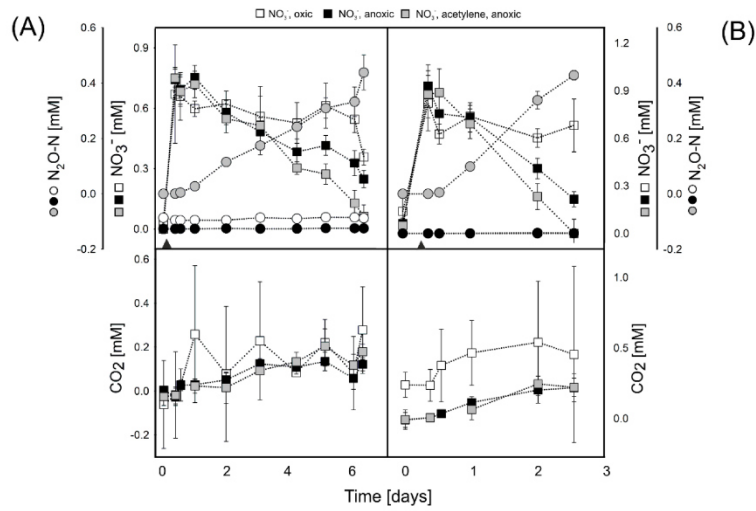 (A)
(B)
NO₃⁻, oxic
NO₃⁻, anoxic
NO₂⁻, acetylene, anoxic
N₂O–N [mM]
0.6
0.4
0.2
0.0
-0.2
NO₃⁻ [mM]
0.9
0.6
0.3
0.0
1.2
0.9
0.6
0.3
0.0
NO₃⁻ [mM]
0.6
0.4
0.2
0.0
-0.2
N₂O–N [mM]
CO₂ [mM]
0.6
0.4
0.2
0.0
-0.2
1.0
0.5
0.0
CO₂ [mM]
0 2 4 6
0 1 2 3
Time [days]